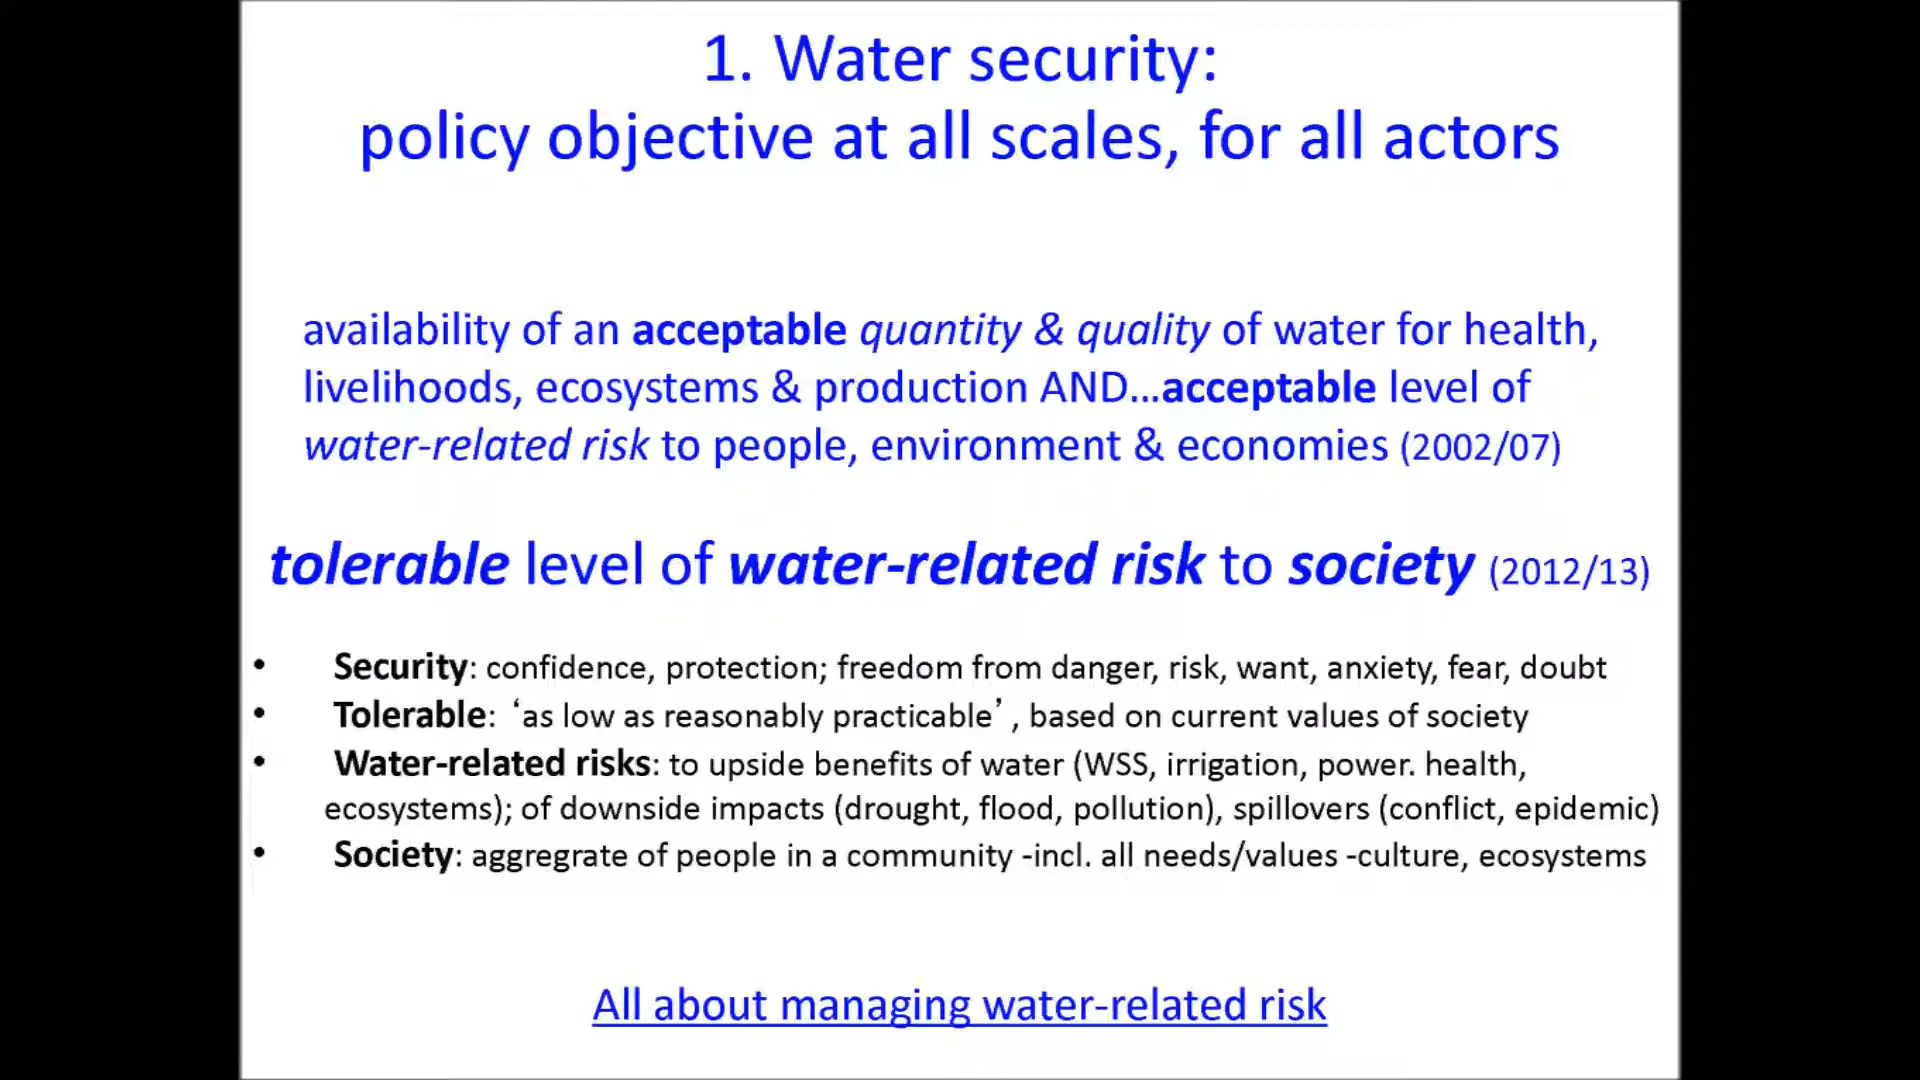 1. Water security:
policy objective at all scales, for all actors
availability of an acceptable quantity & quality of water for health,
livelihoods, ecosystems & production AND...acceptable level of
water-related risk to people, environment & economies (2002/07)
tolerable level of water-related risk to society (2012/13)
• Security: confidence, protection; freedom from danger, risk, want, anxiety, fear, doubt
• Tolerable: ‘as low as reasonably practicable’, based on current values of society
• Water-related risks: to upside benefits of water (WSS, irrigation, power. health,
ecosystems); of downside impacts (drought, flood, pollution), spillovers (conflict, epidemic)
• Society: aggregrate of people in a community -incl. all needs/values -culture, ecosystems
All about managing water-related risk